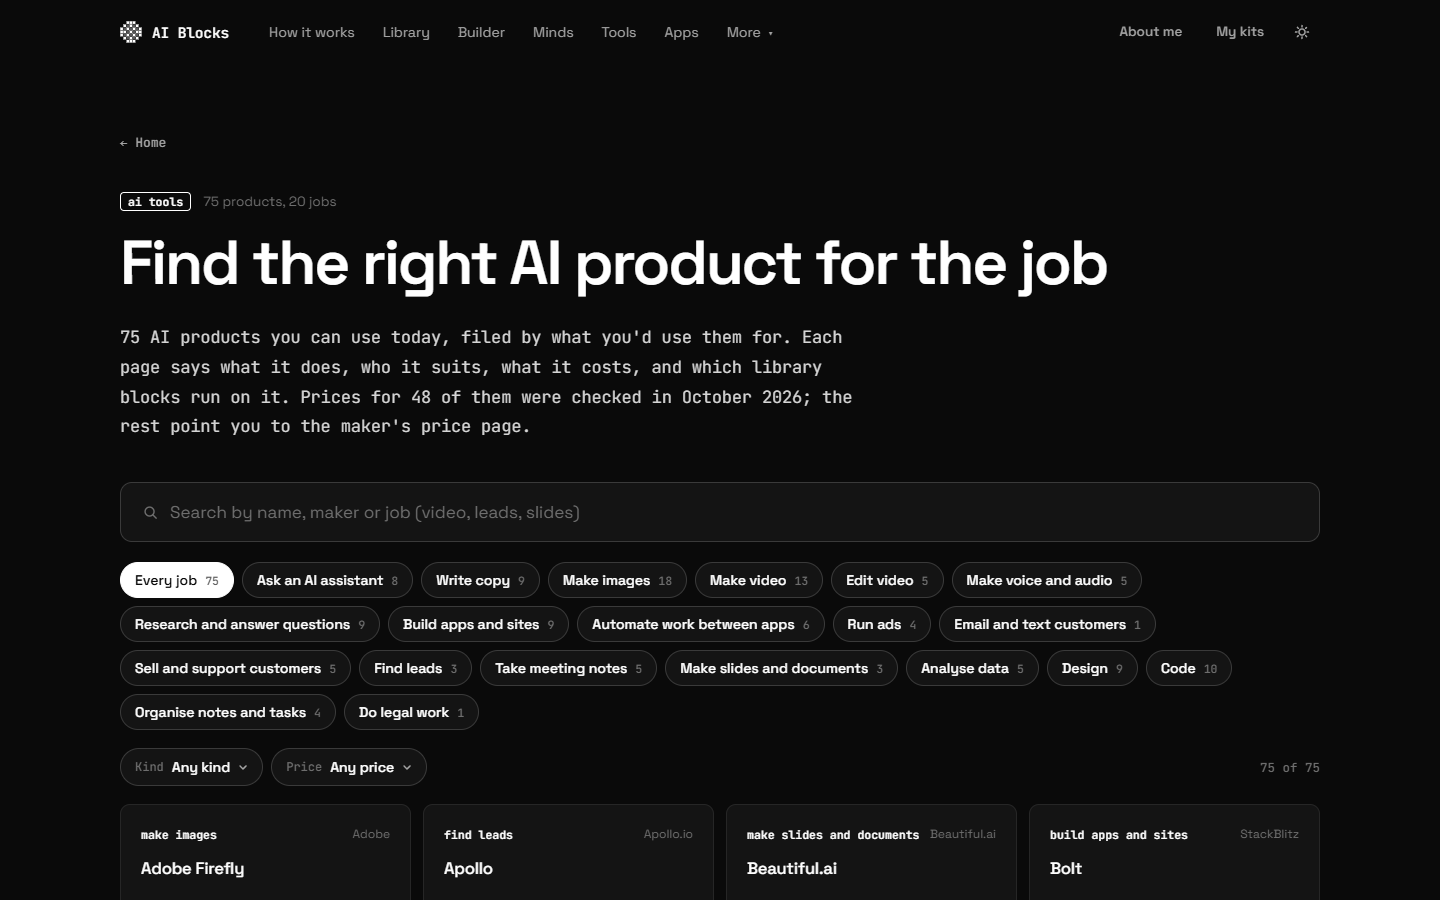 AI Blocks How it works Library Builder Minds Tools Apps More ▾ About me My kits
← Home
ai tools 75 products, 20 jobs
Find the right AI product for the job
75 AI products you can use today, filed by what you'd use them for. Each
page says what it does, who it suits, what it costs, and which library
blocks run on it. Prices for 48 of them were checked in October 2026; the
rest point you to the maker's price page.
Search by name, maker or job (video, leads, slides)
Every job 75 Ask an AI assistant 8 Write copy 9 Make images 18 Make video 13 Edit video 5 Make voice and audio 5
Research and answer questions 9 Build apps and sites 9 Automate work between apps 6 Run ads 4 Email and text customers 1
Sell and support customers 5 Find leads 3 Take meeting notes 5 Make slides and documents 3 Analyse data 5 Design 9 Code 10
Organise notes and tasks 4 Do legal work 1
Kind Any kind Price Any price 75 of 75
make images Adobe find leads Apollo.io make slides and documents Beautiful.ai build apps and sites StackBlitz
Adobe Firefly Apollo Beautiful.ai Bolt